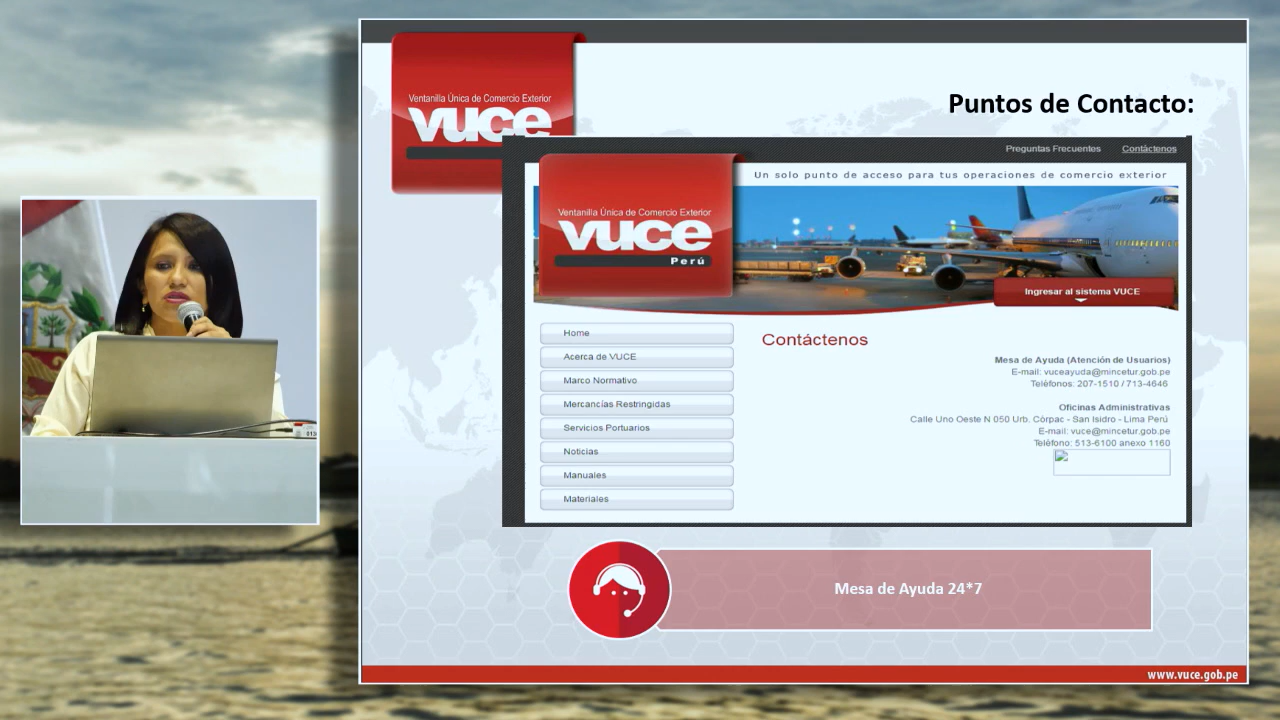 Ventanilla Única de Comercio Exterior
vuce
Puntos de Contacto:
Preguntas Frecuentes Contáctenos
Un solo punto de acceso para tus operaciones de comercio exterior
Ventanilla Única de Comercio Exterior
vuce
Perú
Ingresar al sistema VUCE
Home
Acerca de VUCE
Marco Normativo
Mercancías Restringidas
Servicios Portuarios
Noticias
Manuales
Materiales
Contáctenos
Mesa de Ayuda (Atención de Usuarios)
E-mail: vuceayuda@mincetur.gob.pe
Teléfonos: 207-1510 / 713-4646
Oficinas Administrativas
Calle Uno Oeste N 050 Urb. Córpac - San Isidro - Lima Perú
E-mail: vuce@mincetur.gob.pe
Teléfono: 513-6100 anexo 1160
Mesa de Ayuda 24*7
www.vuce.gob.pe